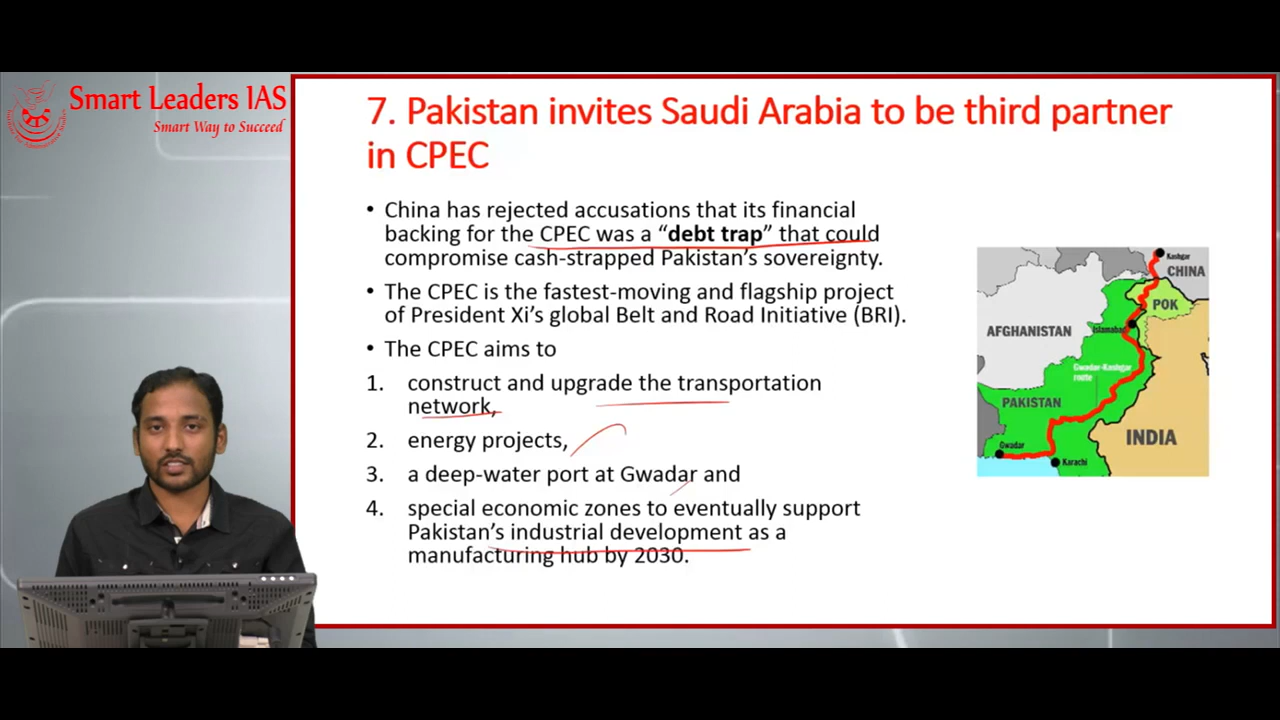 Smart Leaders IAS
Smart Way to Succeed
7. Pakistan invites Saudi Arabia to be third partner
in CPEC
• China has rejected accusations that its financial
backing for the CPEC was a “debt trap” that could
compromise cash-strapped Pakistan’s sovereignty.
• The CPEC is the fastest-moving and flagship project
of President Xi’s global Belt and Road Initiative (BRI).
• The CPEC aims to
1. construct and upgrade the transportation
network,
2. energy projects,
3. a deep-water port at Gwadar and
4. special economic zones to eventually support
Pakistan’s industrial development as a
manufacturing hub by 2030.
Kashgar
CHINA
POK
AFGHANISTAN
Islamabad
Gwadar-Kashgar
route
PAKISTAN
INDIA
Gwadar
Karachi